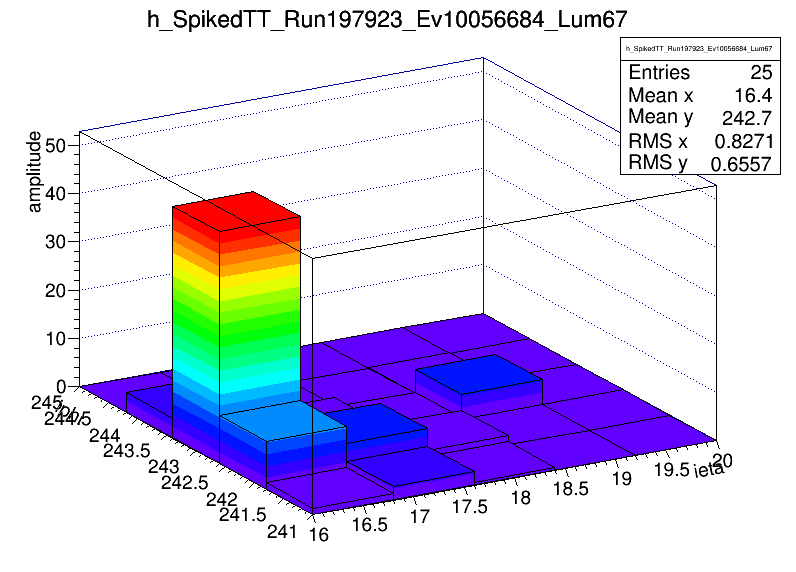 h_SpikedTT_Run197923_Ev10056684_Lum67
h_SpikedTT_Run197923_Ev10056684_Lum67
Entries 25
Mean x 16.4
Mean y 242.7
RMS x 0.8271
RMS y 0.6557
amplitude
50
40
30
20
10
0
245
244.5
244
243.5
243
242.5
242
241.5
241
16
16.5
17
17.5
18
18.5
19
19.5
20
ieta